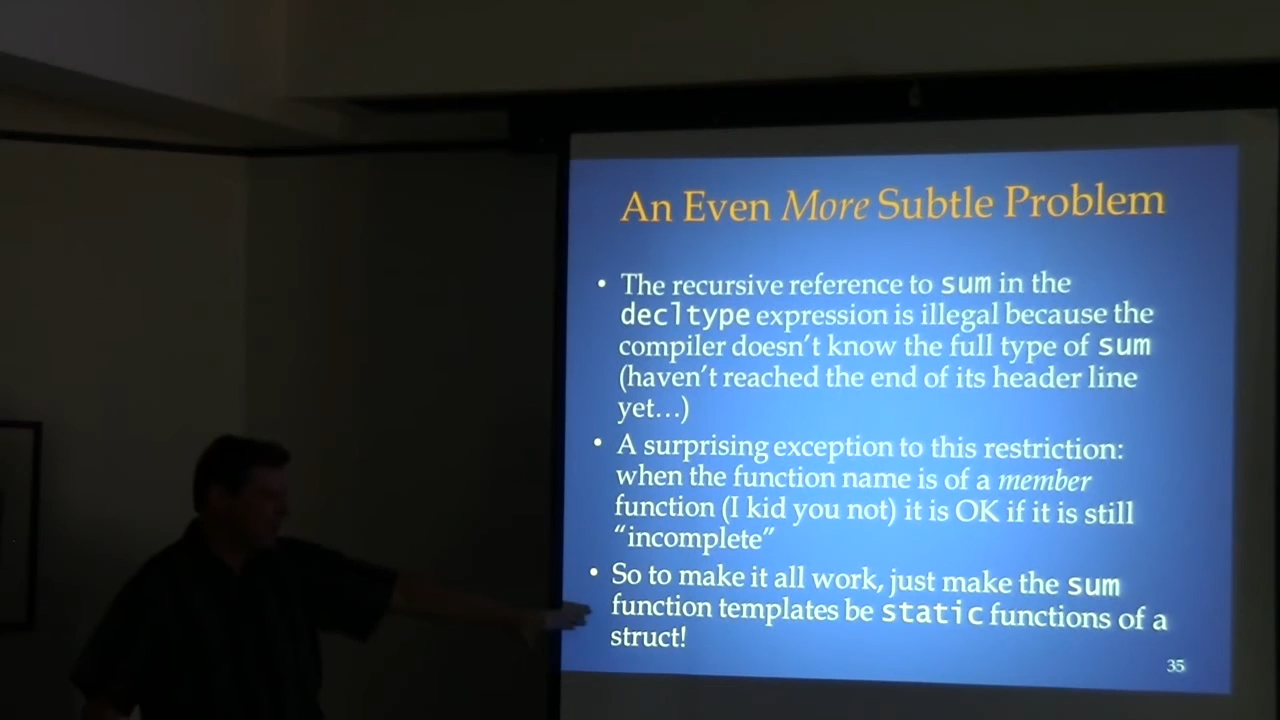 An Even More Subtle Problem
• The recursive reference to sum in the
decltype expression is illegal because the
compiler doesn't know the full type of sum
(haven't reached the end of its header line
yet…)
• A surprising exception to this restriction:
when the function name is of a member
function (I kid you not) it is OK if it is still
“incomplete”
• So to make it all work, just make the sum
function templates be static functions of a
struct!
35